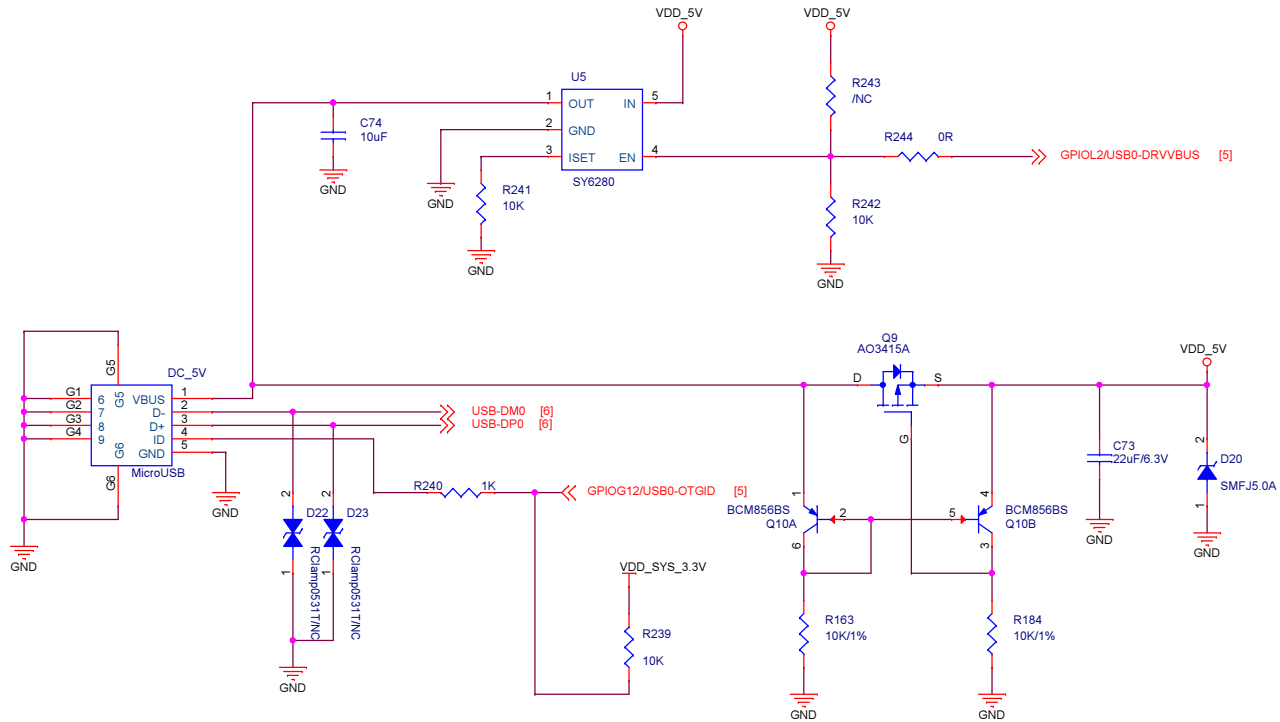 VDD_5V
VDD_5V
U5
1 OUT IN 5
2 GND
3 ISET EN 4
SY6280
C74
10uF
GND
GND
R241
10K
GND
R243
/NC
R244 0R
GPIOL2/USB0-DRVVBUS [5]
R242
10K
GND
Q9
AO3415A
D S
G
VDD_5V
DC_5V
G5
G5
G1 6 VBUS 1
G2 7 D- 2
G3 8 D+ 3
G4 9 ID 4
GND 5
G6
G6
MicroUSB
GND
GND
USB-DM0 [6]
USB-DP0 [6]
R240 1K
GPIOG12/USB0-OTGID [5]
2 D22
2 D23
1
1
RClamp0531T/NC
RClamp0531T/NC
GND
VDD_SYS_3.3V
R239
10K
1
BCM856BS
Q10A
2
6
5
BCM856BS
Q10B
4
3
R163
10K/1%
GND
R184
10K/1%
GND
C73
22uF/6.3V
GND
2
D20
SMFJ5.0A
1
GND